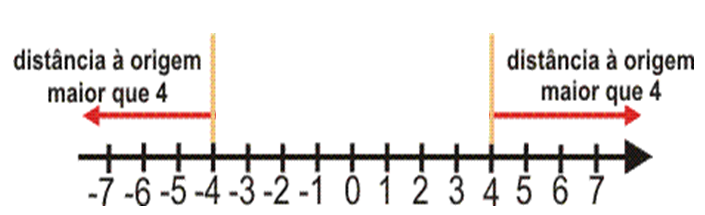 distância à origem
maior que 4
distância à origem
maior que 4
-7 -6 -5 -4 -3 -2 -1 0 1 2 3 4 5 6 7